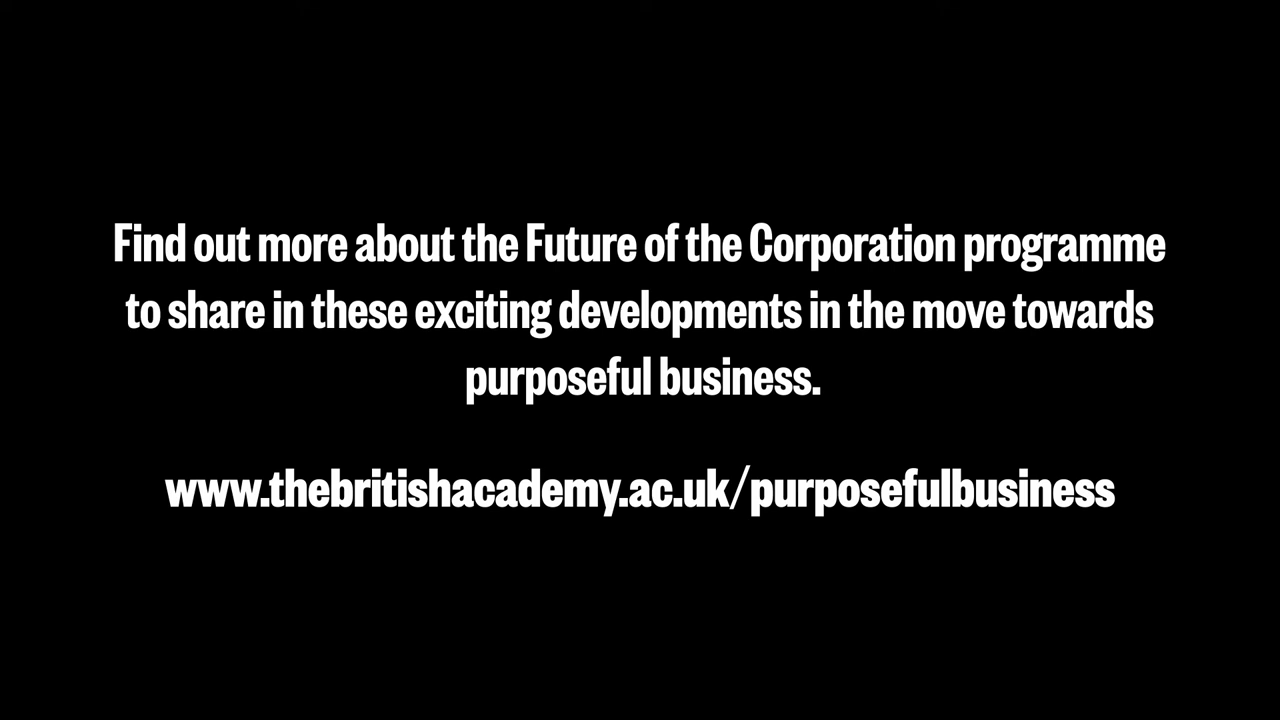 Find out more about the Future of the Corporation programme
to share in these exciting developments in the move towards
purposeful business.
www.thebritishacademy.ac.uk/purposefulbusiness